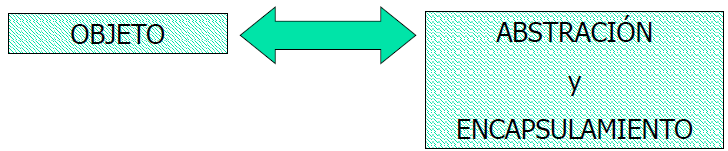 OBJETO
ABSTRACIÓN
y
ENCAPSULAMIENTO